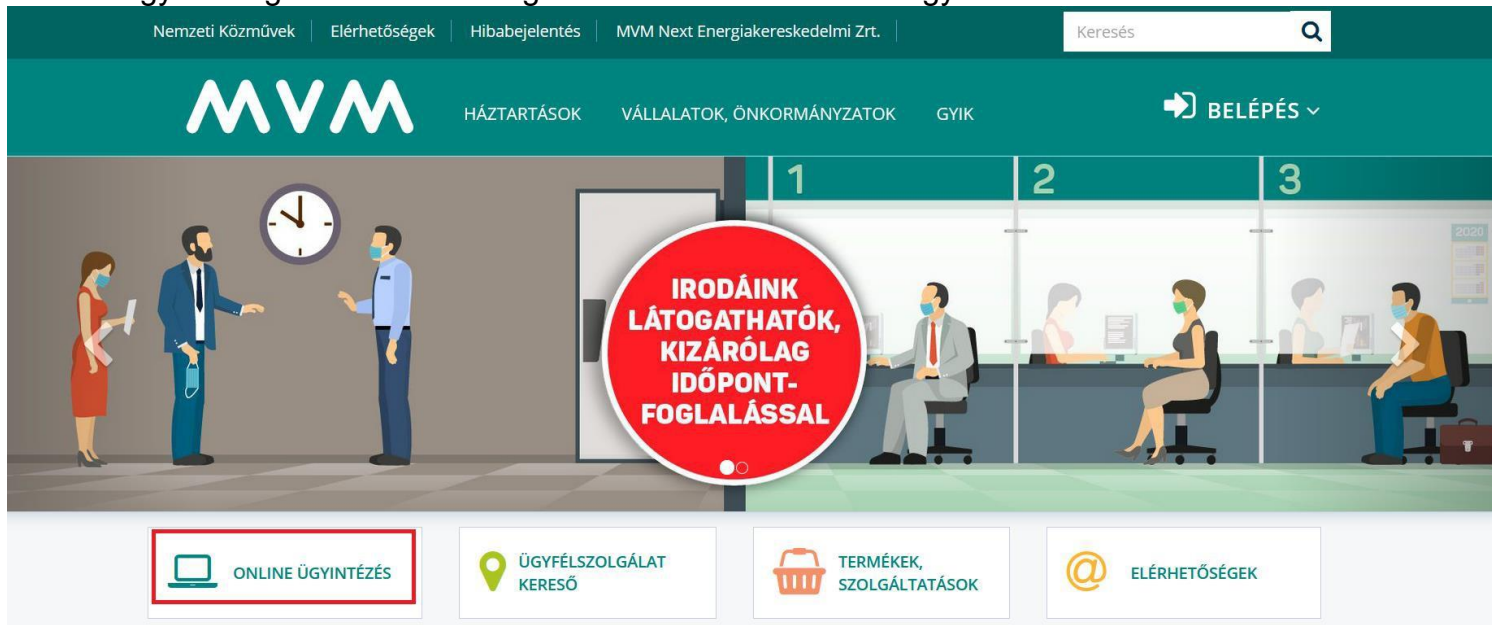 Nemzeti Közművek
Elérhetőségek
Hibabejelentés
MVM Next Energiakereskedelmi Zrt.
Keresés
MVM
HÁZTARTÁSOK
VÁLLALATOK, ÖNKORMÁNYZATOK
GYIK
BELÉPÉS
1
2
3
2020
IRODÁINK
LÁTOGATHATÓK,
KIZÁRÓLAG
IDŐPONT-
FOGLALÁSSAL
ONLINE ÜGYINTÉZÉS
ÜGYFÉLSZOLGÁLAT
KERESŐ
TERMÉKEK,
SZOLGÁLTATÁSOK
@
ELÉRHETŐSÉGEK